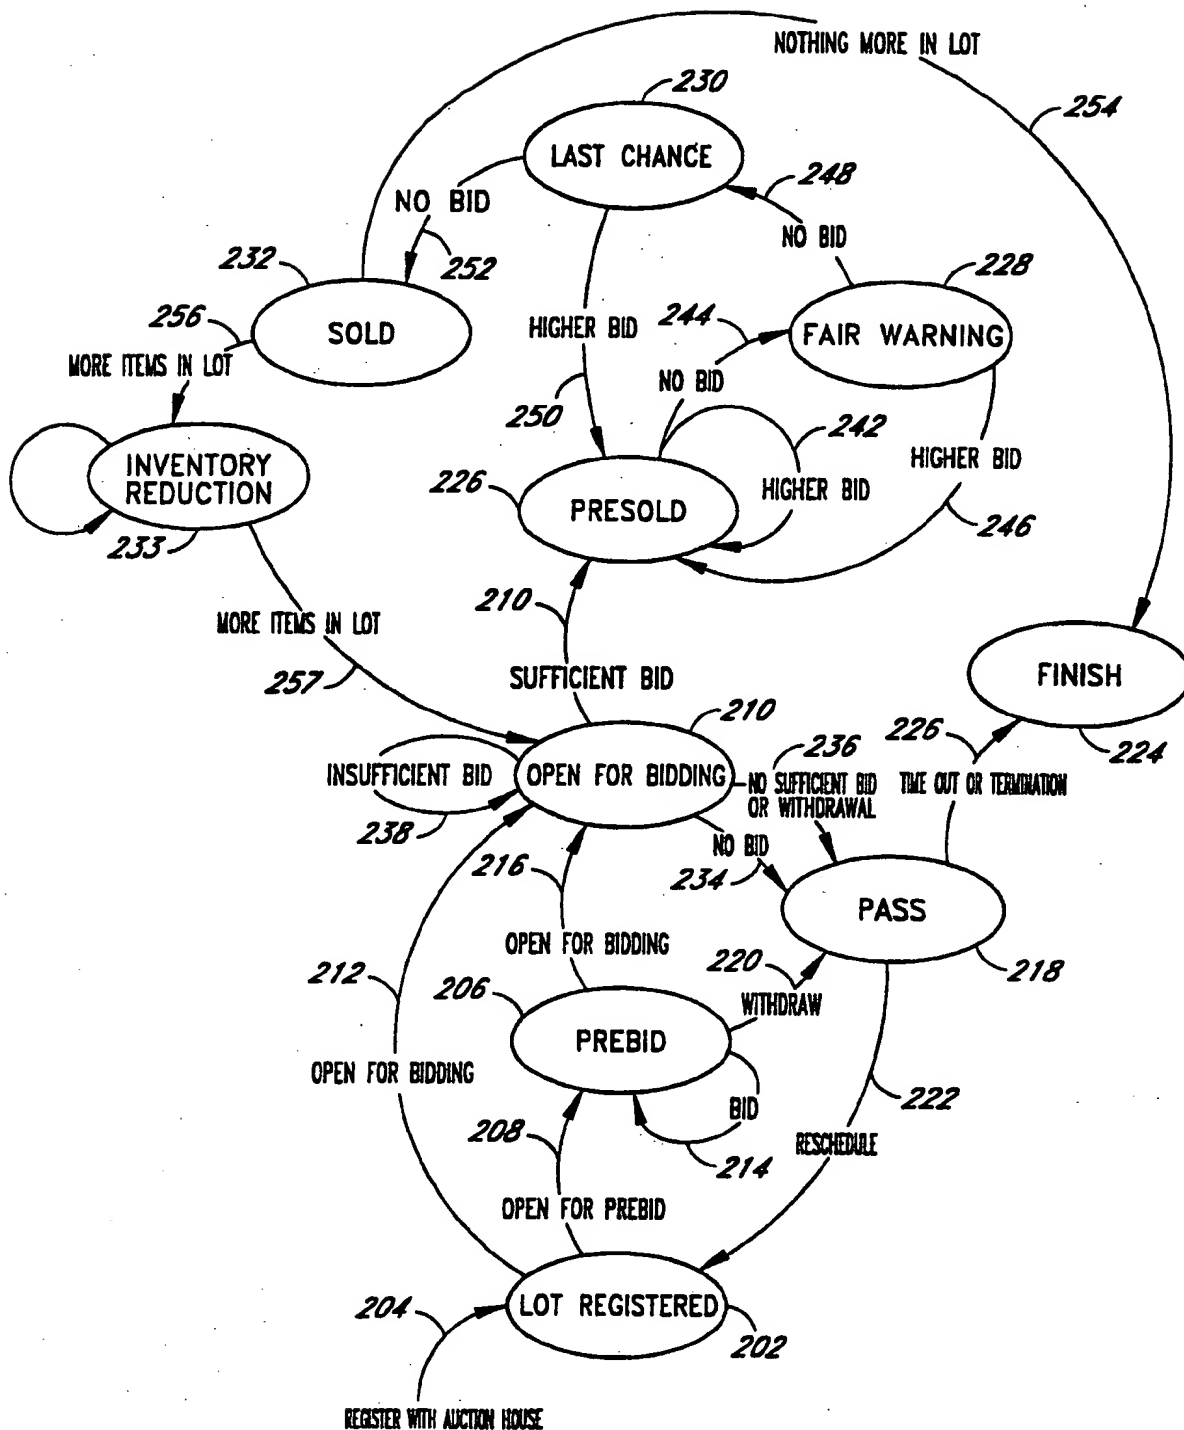 NOTHING MORE IN LOT
230
254
LAST CHANCE
248
NO BID
NO BID
252
232
228
256
SOLD
HIGHER BID
244
FAIR WARNING
MORE ITEMS IN LOT
NO BID
250
242
INVENTORY
REDUCTION
226
PRESOLD
HIGHER BID
HIGHER BID
246
233
210
MORE ITEMS IN LOT
257
SUFFICIENT BID
FINISH
210
236
226
224
INSUFFICIENT BID
OPEN FOR BIDDING
NO SUFFICIENT BID
OR WITHDRAWAL
TIME OUT OR TERMINATION
238
NO BID
234
216
PASS
OPEN FOR BIDDING
212
206
220
218
WITHDRAW
PREBID
OPEN FOR BIDDING
BID
222
208
214
RESCHEDULE
OPEN FOR PREBID
204
LOT REGISTERED
202
REGISTER WITH AUCTION HOUSE